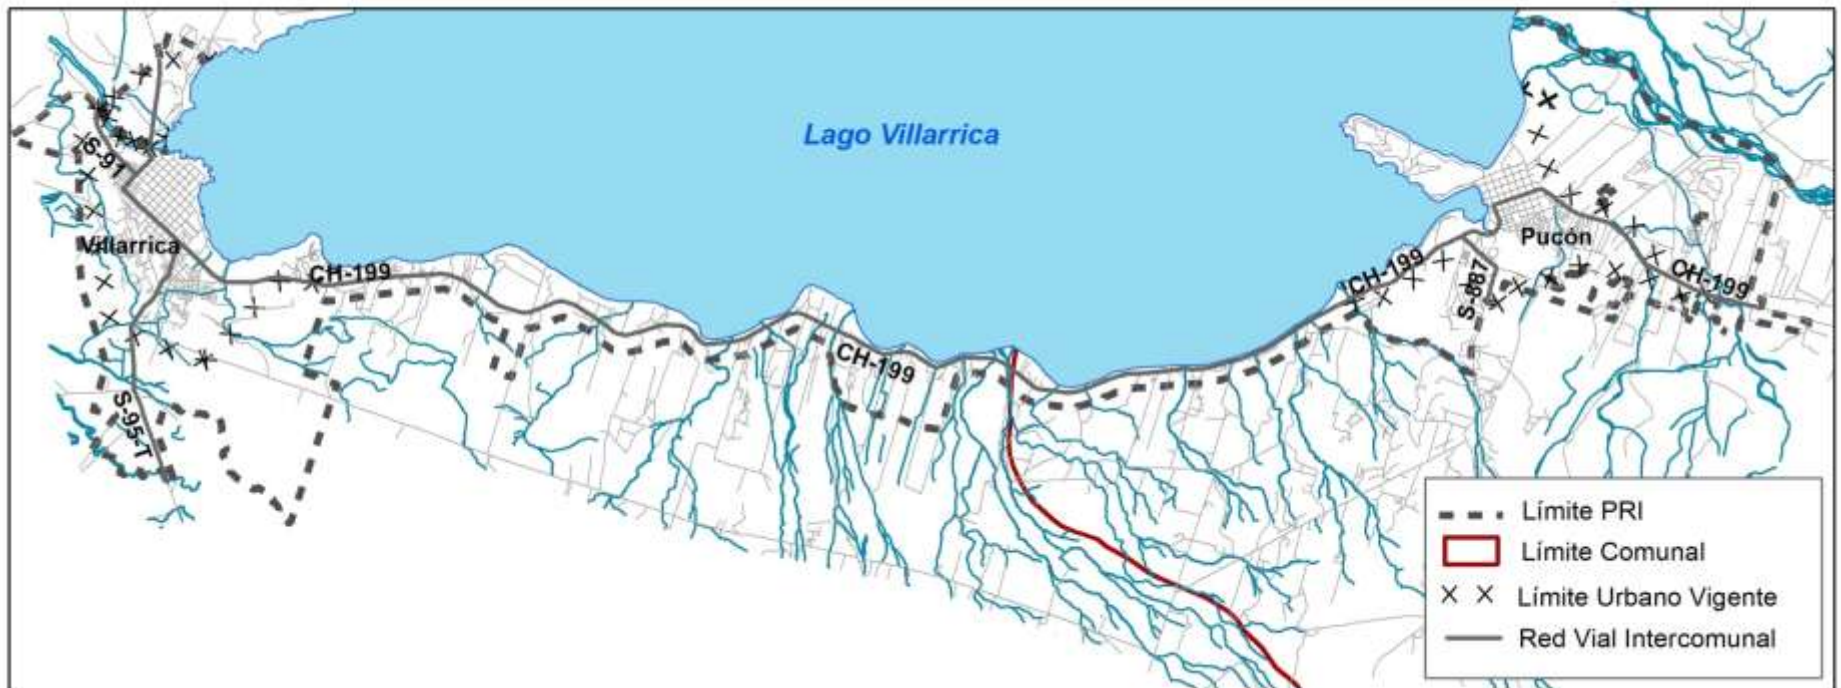 Lago Villarrica
S-91
Villarrica
CH-199
CH-199
CH-199
Pucón
S-887
CH-199
S-95-T
Límite PRI
Límite Comunal
Límite Urbano Vigente
Red Vial Intercomunal